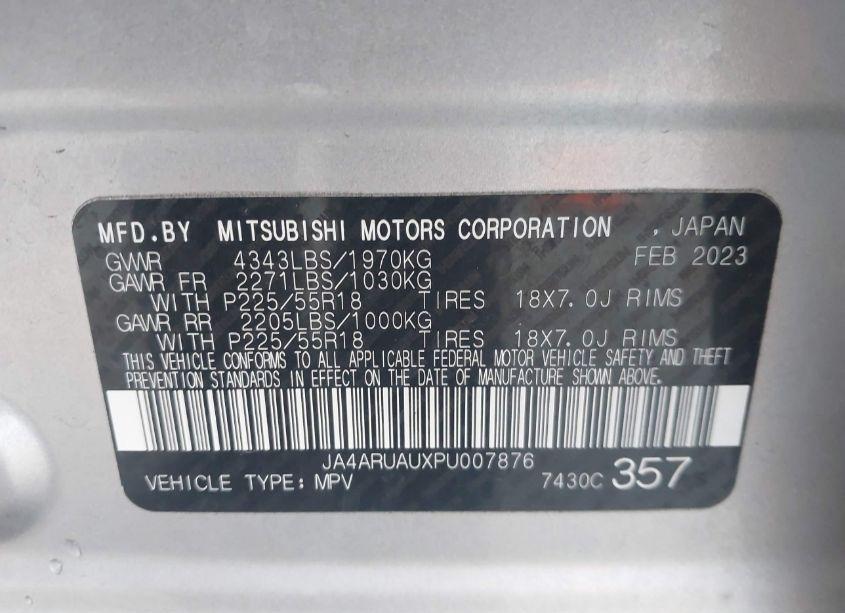 MFD.BY MITSUBISHI MOTORS CORPORATION , JAPAN
GVWR 4343LBS/1970KG FEB 2023
GAWR FR 2271LBS/1030KG
WITH P225/55R18 TIRES 18X7.0J RIMS
GAWR RR 2205LBS/1000KG
WITH P225/55R18 TIRES 18X7.0J RIMS
THIS VEHICLE CONFORMS TO ALL APPLICABLE FEDERAL MOTOR VEHICLE SAFETY AND THEFT
PREVENTION STANDARDS IN EFFECT ON THE DATE OF MANUFACTURE SHOWN ABOVE.
JA4ARUAUXPU007876
VEHICLE TYPE: MPV 7430C 357